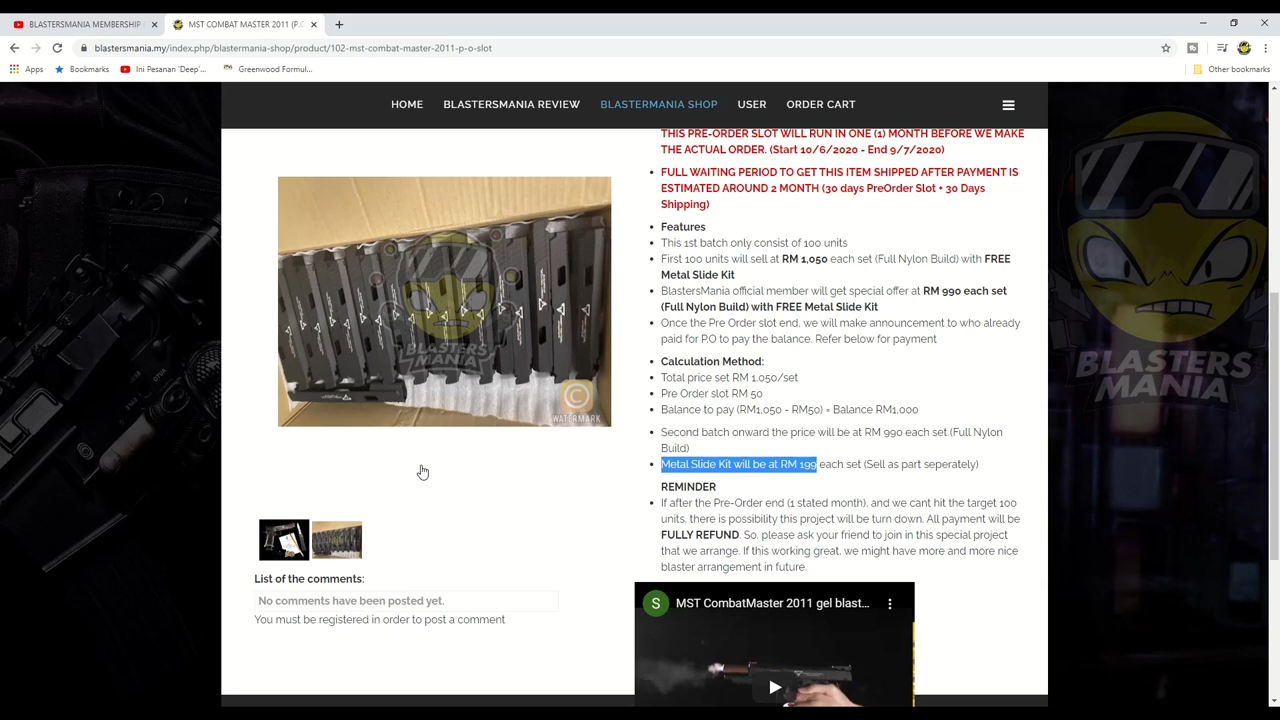 BLASTERSMANIA MEMBERSHIP
MST COMBAT MASTER 2011 (P.O
blastersmania.my/index.php/blastermania-shop/product/102-mst-combat-master-2011-p-o-slot
Apps
Bookmarks
Ini Pesanan 'Deep'...
Greenwood Formul...
Other bookmarks
HOME
BLASTERSMANIA REVIEW
BLASTERMANIA SHOP
USER
ORDER CART
THIS PRE-ORDER SLOT WILL RUN IN ONE (1) MONTH BEFORE WE MAKE
THE ACTUAL ORDER. (Start 10/6/2020 - End 9/7/2020)
FULL WAITING PERIOD TO GET THIS ITEM SHIPPED AFTER PAYMENT IS
ESTIMATED AROUND 2 MONTH (30 days PreOrder Slot + 30 Days
Shipping)
Features
This 1st batch only consist of 100 units
First 100 units will sell at RM 1,050 each set (Full Nylon Build) with FREE
Metal Slide Kit
BlastersMania official member will get special offer at RM 990 each set
(Full Nylon Build) with FREE Metal Slide Kit
Once the Pre Order slot end, we will make announcement to who already
paid for P.O to pay the balance. Refer below for payment
Calculation Method:
Total price set RM 1,050/set
Pre Order slot RM 50
Balance to pay (RM1,050 - RM50) = Balance RM1,000
Second batch onward the price will be at RM 990 each set (Full Nylon
Build)
Metal Slide Kit will be at RM 199 each set (Sell as part seperately)
REMINDER
If after the Pre-Order end (1 stated month), and we cant hit the target 100
units, there is possibility this project will be turn down. All payment will be
FULLY REFUND. So, please ask your friend to join in this special project
that we arrange. If this working great, we might have more and more nice
blaster arrangement in future.
BLASTERS
MANIA
WATERMARK
List of the comments:
No comments have been posted yet.
You must be registered in order to post a comment
S
MST CombatMaster 2011 gel blast...
BLASTERS
MANIA